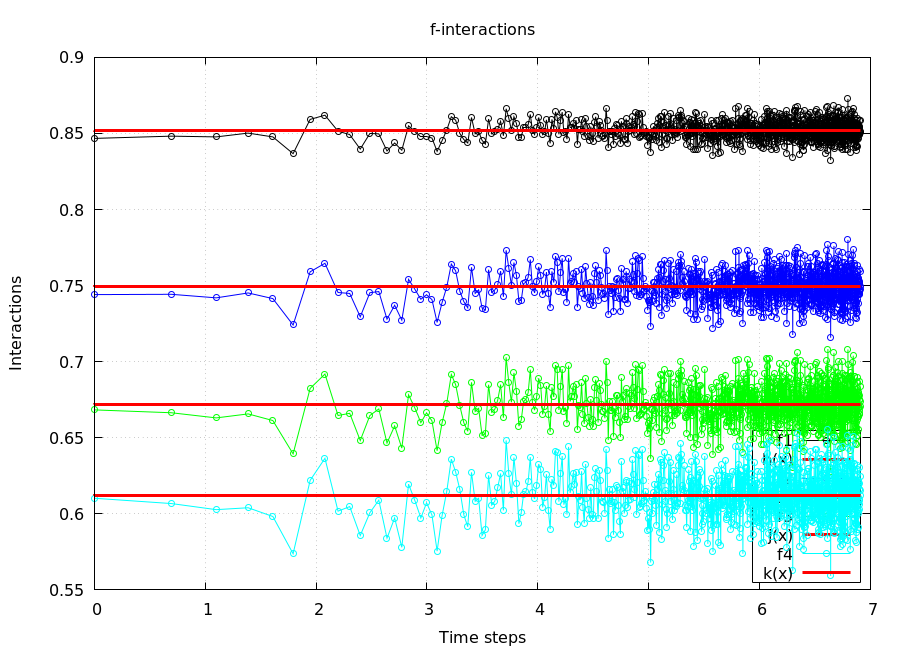 f-interactions
0.9
0.85
0.8
0.75
0.7
0.65
0.6
0.55
Interactions
f1
h(x)
j(x)
f4
k(x)
0 1 2 3 4 5 6 7
Time steps